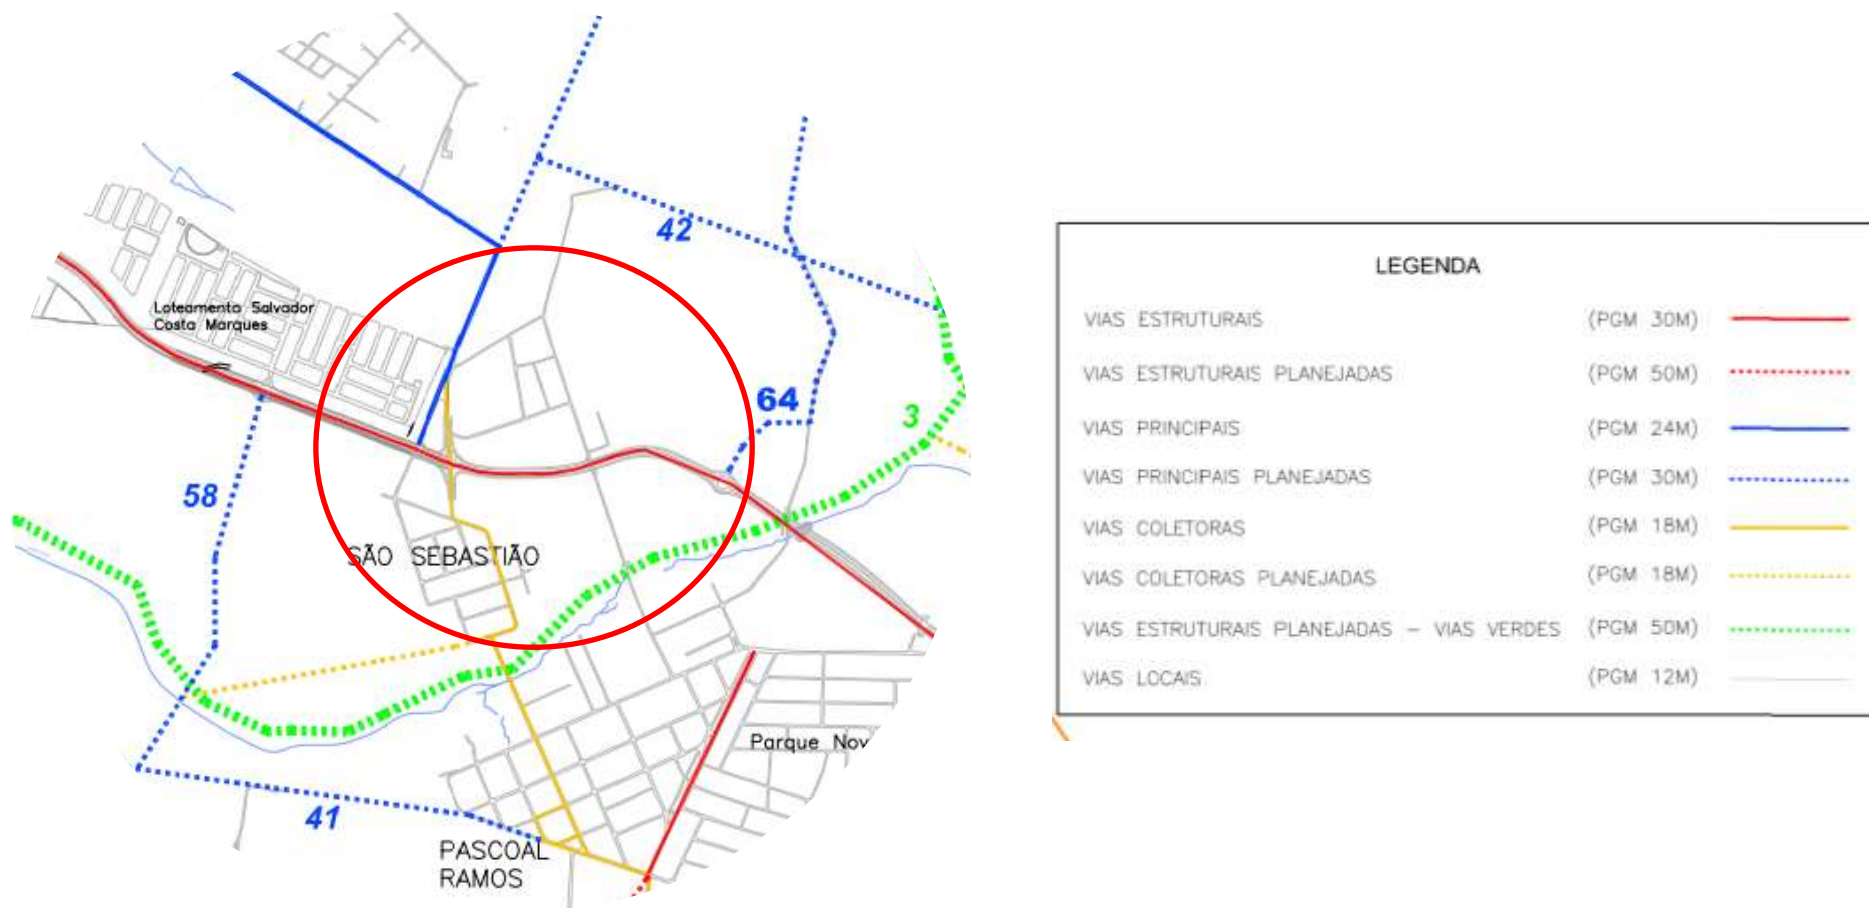 42
Loteamento Salvador
Costa Marques
64
3
58
SÃO SEBASTIÃO
Parque Nov
41
PASCOAL
RAMOS
LEGENDA
VIAS ESTRUTURAIS (PGM 30M)
VIAS ESTRUTURAIS PLANEJADAS (PGM 50M)
VIAS PRINCIPAIS (PGM 24M)
VIAS PRINCIPAIS PLANEJADAS (PGM 30M)
VIAS COLETORAS (PGM 18M)
VIAS COLETORAS PLANEJADAS (PGM 18M)
VIAS ESTRUTURAIS PLANEJADAS – VIAS VERDES (PGM 50M)
VIAS LOCAIS (PGM 12M)